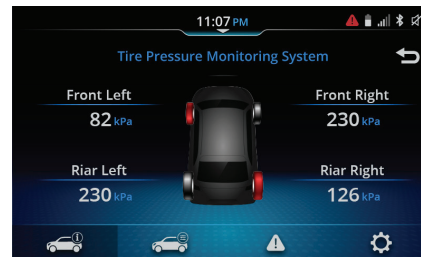 11:07 PM
Tire Pressure Monitoring System
Front Left
82 kPa
Front Right
230 kPa
Riar Left
230 kPa
Riar Right
126 kPa